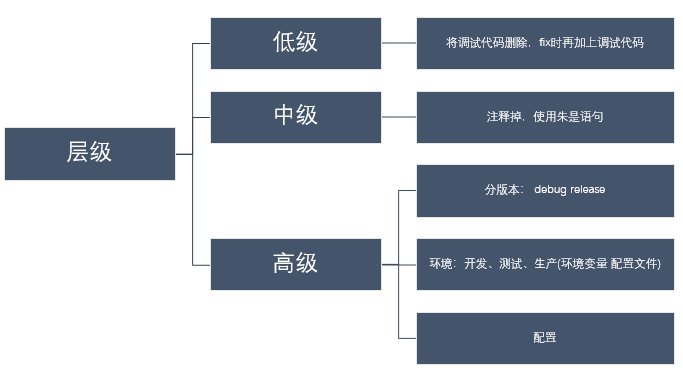 层级
低级
将调试代码删除，fix时再加上调试代码
中级
注释掉，使用朱是语句
高级
分版本： debug release
环境：开发、测试、生产(环境变量 配置文件)
配置